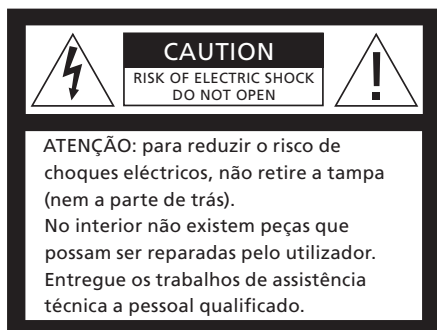 CAUTION
RISK OF ELECTRIC SHOCK
DO NOT OPEN
!
ATENÇÃO: para reduzir o risco de
choques eléctricos, não retire a tampa
(nem a parte de trás).
No interior não existem peças que
possam ser reparadas pelo utilizador.
Entregue os trabalhos de assistência
técnica a pessoal qualificado.